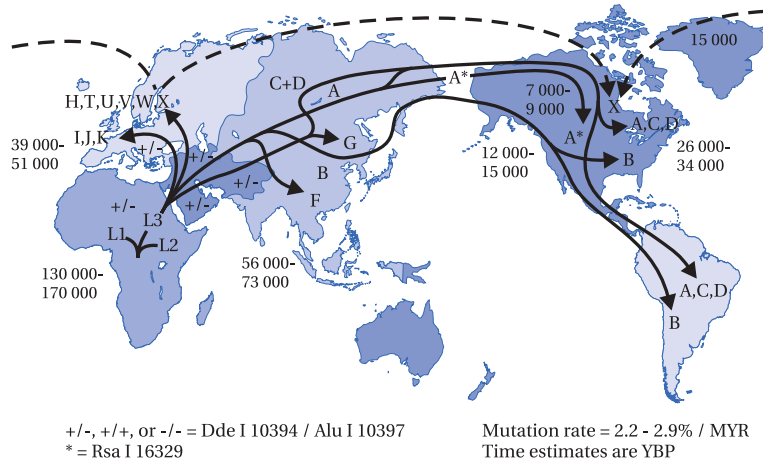 15 000
C+D
A
A*
H,T,U,V,W,X
7 000-
9 000
X
I,J,K
+/-
+/-
G
A*
A,C,D
39 000-
51 000
12 000-
15 000
B
26 000-
34 000
B
+/-
+/-
F
+/-
L3
L1
L2
130 000-
170 000
56 000-
73 000
A,C,D
B
+/-, +/+, or -/- = Dde I 10394 / Alu I 10397
* = Rsa I 16329
Mutation rate = 2.2 - 2.9% / MYR
Time estimates are YBP